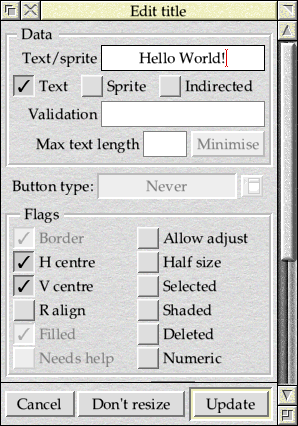 Edit title
Data
Text/sprite Hello World!
Text Sprite Indirected
Validation
Max text length Minimise
Button type: Never
Flags
Border Allow adjust
H centre Half size
V centre Selected
R align Shaded
Filled Deleted
Needs help Numeric
Cancel Don't resize Update